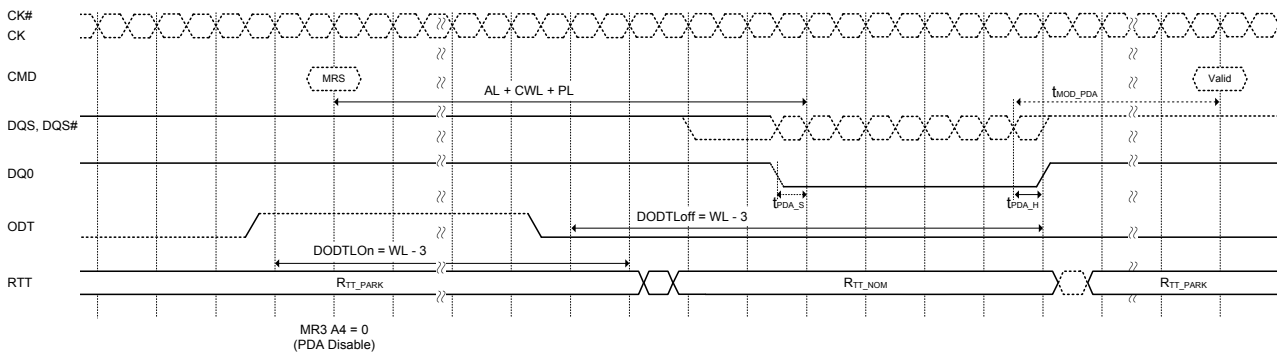 CK#
CK
CMD
MRS
Valid
AL + CWL + PL
tMOD_PDA
DQS, DQS#
DQ0
tPDA_S
tPDA_H
ODT
DODTLoff = WL - 3
DODTLOn = WL - 3
RTT
RTT_PARK
RTT_NOM
RTT_PARK
MR3 A4 = 0
(PDA Disable)